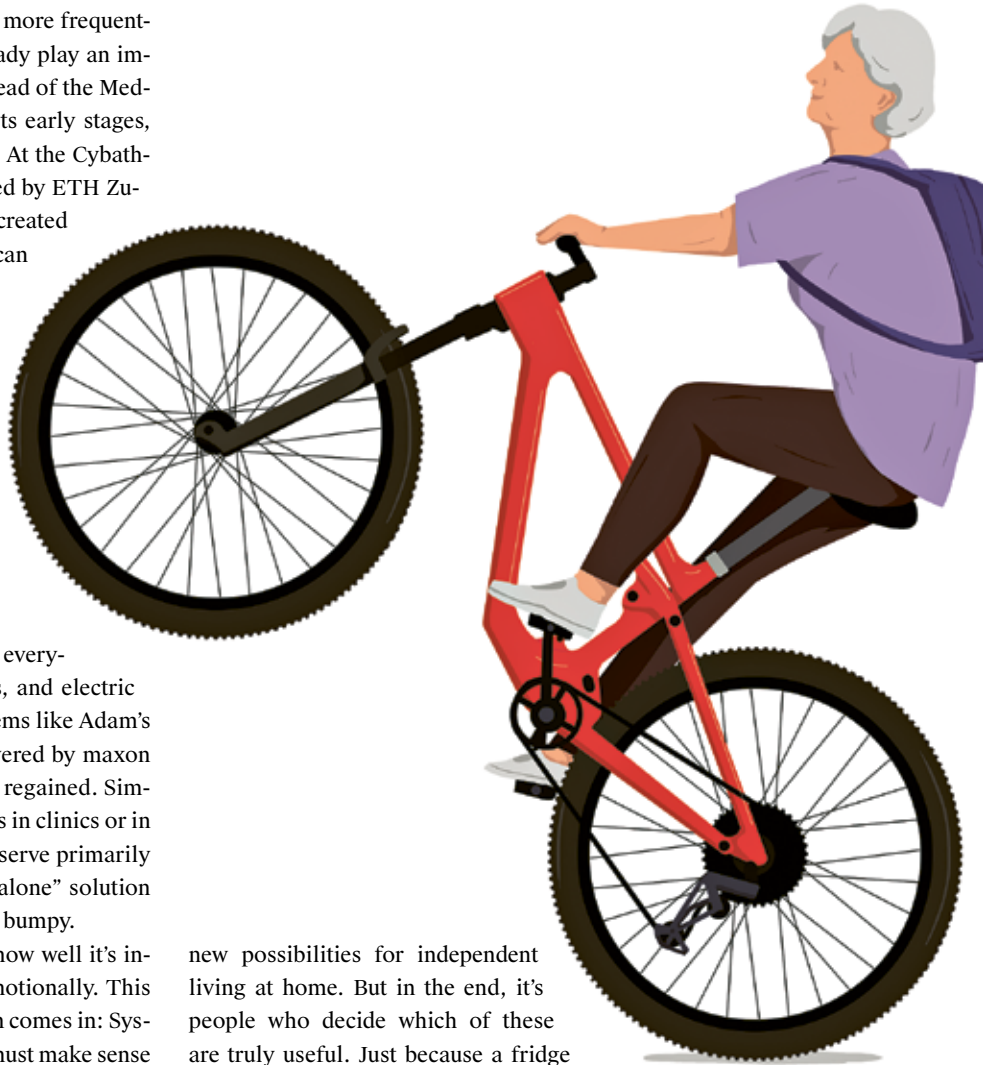 more frequent-
ady play an im-
ead of the Med-
ts early stages,
At the Cybath-
ed by ETH Zu-
created
can
every-
s, and electric
ems like Adam's
vered by maxon
regained. Sim-
s in clinics or in
serve primarily
alone” solution
bumpy.
now well it's in-
notionally. This
n comes in: Sys-
must make sense
new possibilities for independent
living at home. But in the end, it's
people who decide which of these
are truly useful. Just because a fridge